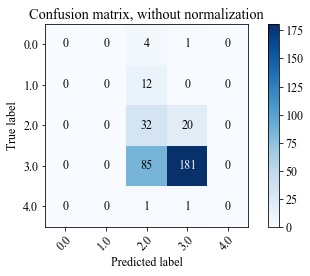 Confusion matrix, without normalization
True label
0.0 0 0 4 1 0
1.0 0 0 12 0 0
2.0 0 0 32 20 0
3.0 0 0 85 181 0
4.0 0 0 1 1 0
0.0 1.0 2.0 3.0 4.0
Predicted label
175
150
125
100
75
50
25
0